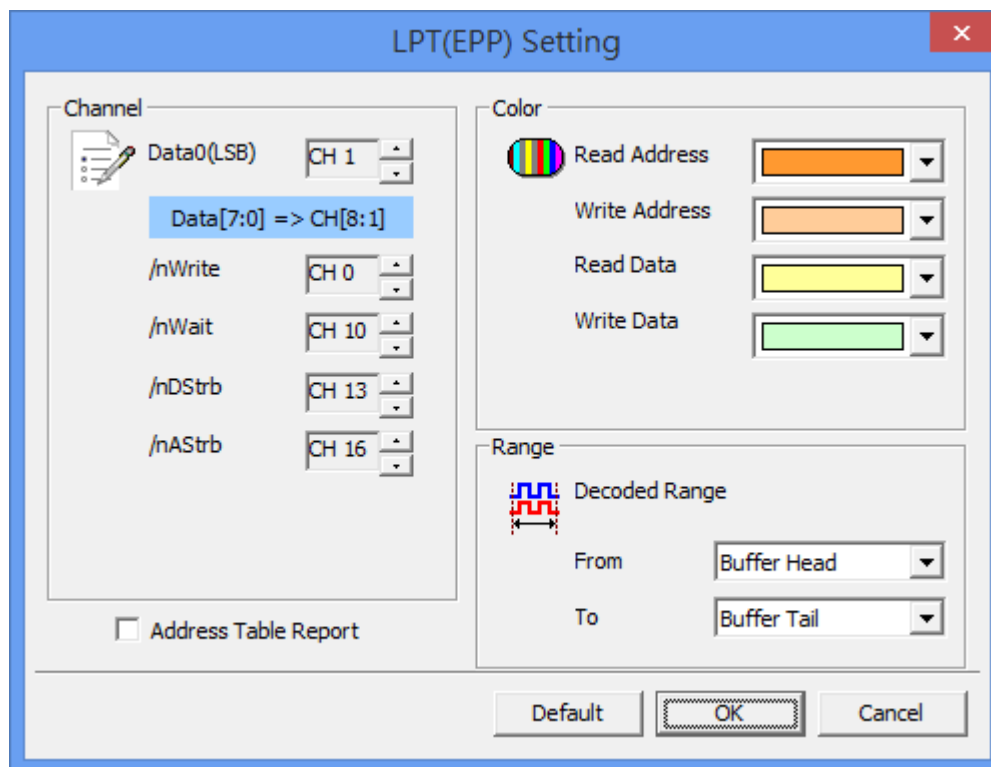 LPT(EPP) Setting
Channel
Data0(LSB) CH 1
Data[7:0] => CH[8:1]
/nWrite CH 0
/nWait CH 10
/nDStrb CH 13
/nAStrb CH 16
Address Table Report
Color
Read Address
Write Address
Read Data
Write Data
Range
Decoded Range
From Buffer Head
To Buffer Tail
Default OK Cancel